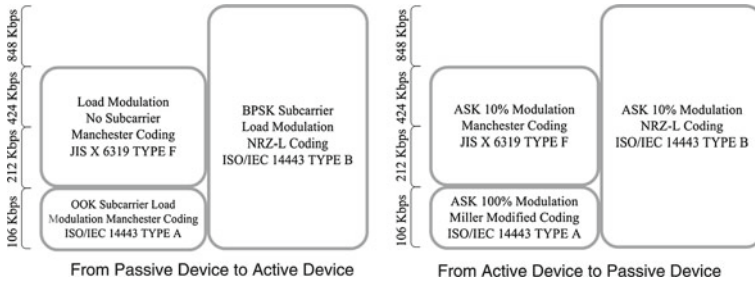 848 Kbps
424 Kbps
212 Kbps
106 Kbps
Load Modulation
No Subcarrier
Manchester Coding
JIS X 6319 TYPE F
OOK Subcarrier Load
Modulation Manchester Coding
ISO/IEC 14443 TYPE A
BPSK Subcarrier
Load Modulation
NRZ-L Coding
ISO/IEC 14443 TYPE B
From Passive Device to Active Device
848 Kbps
424 Kbps
212 Kbps
106 Kbps
ASK 10% Modulation
Manchester Coding
JIS X 6319 TYPE F
ASK 100% Modulation
Miller Modified Coding
ISO/IEC 14443 TYPE A
ASK 10% Modulation
NRZ-L Coding
ISO/IEC 14443 TYPE B
From Active Device to Passive Device